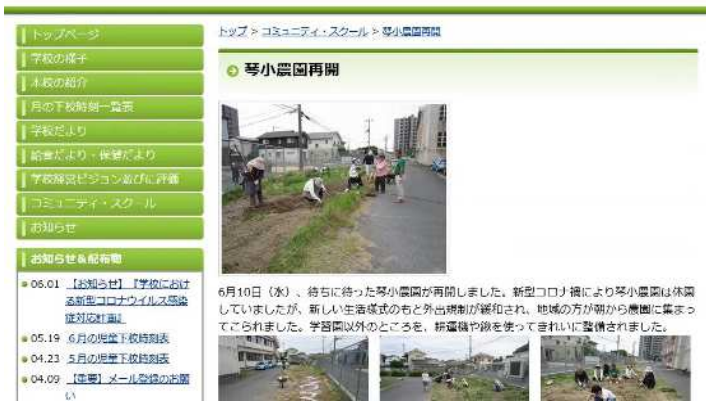 トップページ
学校の様子
本校の紹介
月の下校時刻一覧表
学校だより
給食だより・保健だより
学校経営ビジョン並びに評価
コミュニティ・スクール
お知らせ
お知らせ&配布物
06.01 【お知らせ】『学校におけ
る新型コロナウイルス感染
症対応計画』
05.19 6月の児童下校時刻表
04.23 5月の児童下校時刻表
04.09 【重要】メール登録のお願
い
トップ > コミュニティ・スクール > 琴小農園再開
琴小農園再開
6月10日（水）、待ちに待った琴小農園が再開しました。新型コロナ禍により琴小農園は休園
していましたが、新しい生活様式のもと外出規制が緩和され、地域の方が朝から農園に集まっ
てこられました。学習園以外のところを、耕運機や鍬を使ってきれいに整備されました。